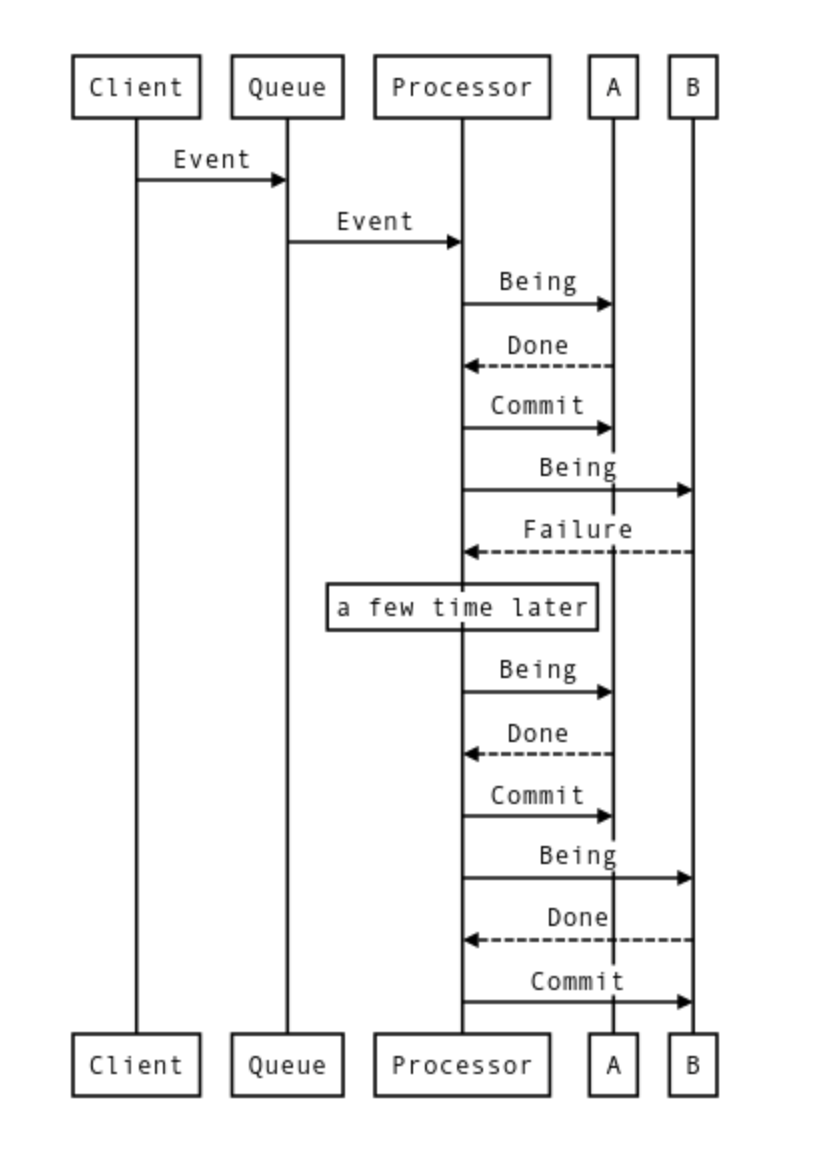 Client Queue Processor A B
Event
Event
Being
Done
Commit
Being
Failure
a few time later
Being
Done
Commit
Being
Done
Commit
Client Queue Processor A B